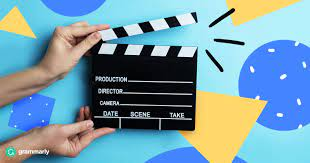 PRODUCTION
DIRECTOR
CAMERA
DATE SCENE TAKE
grammarly